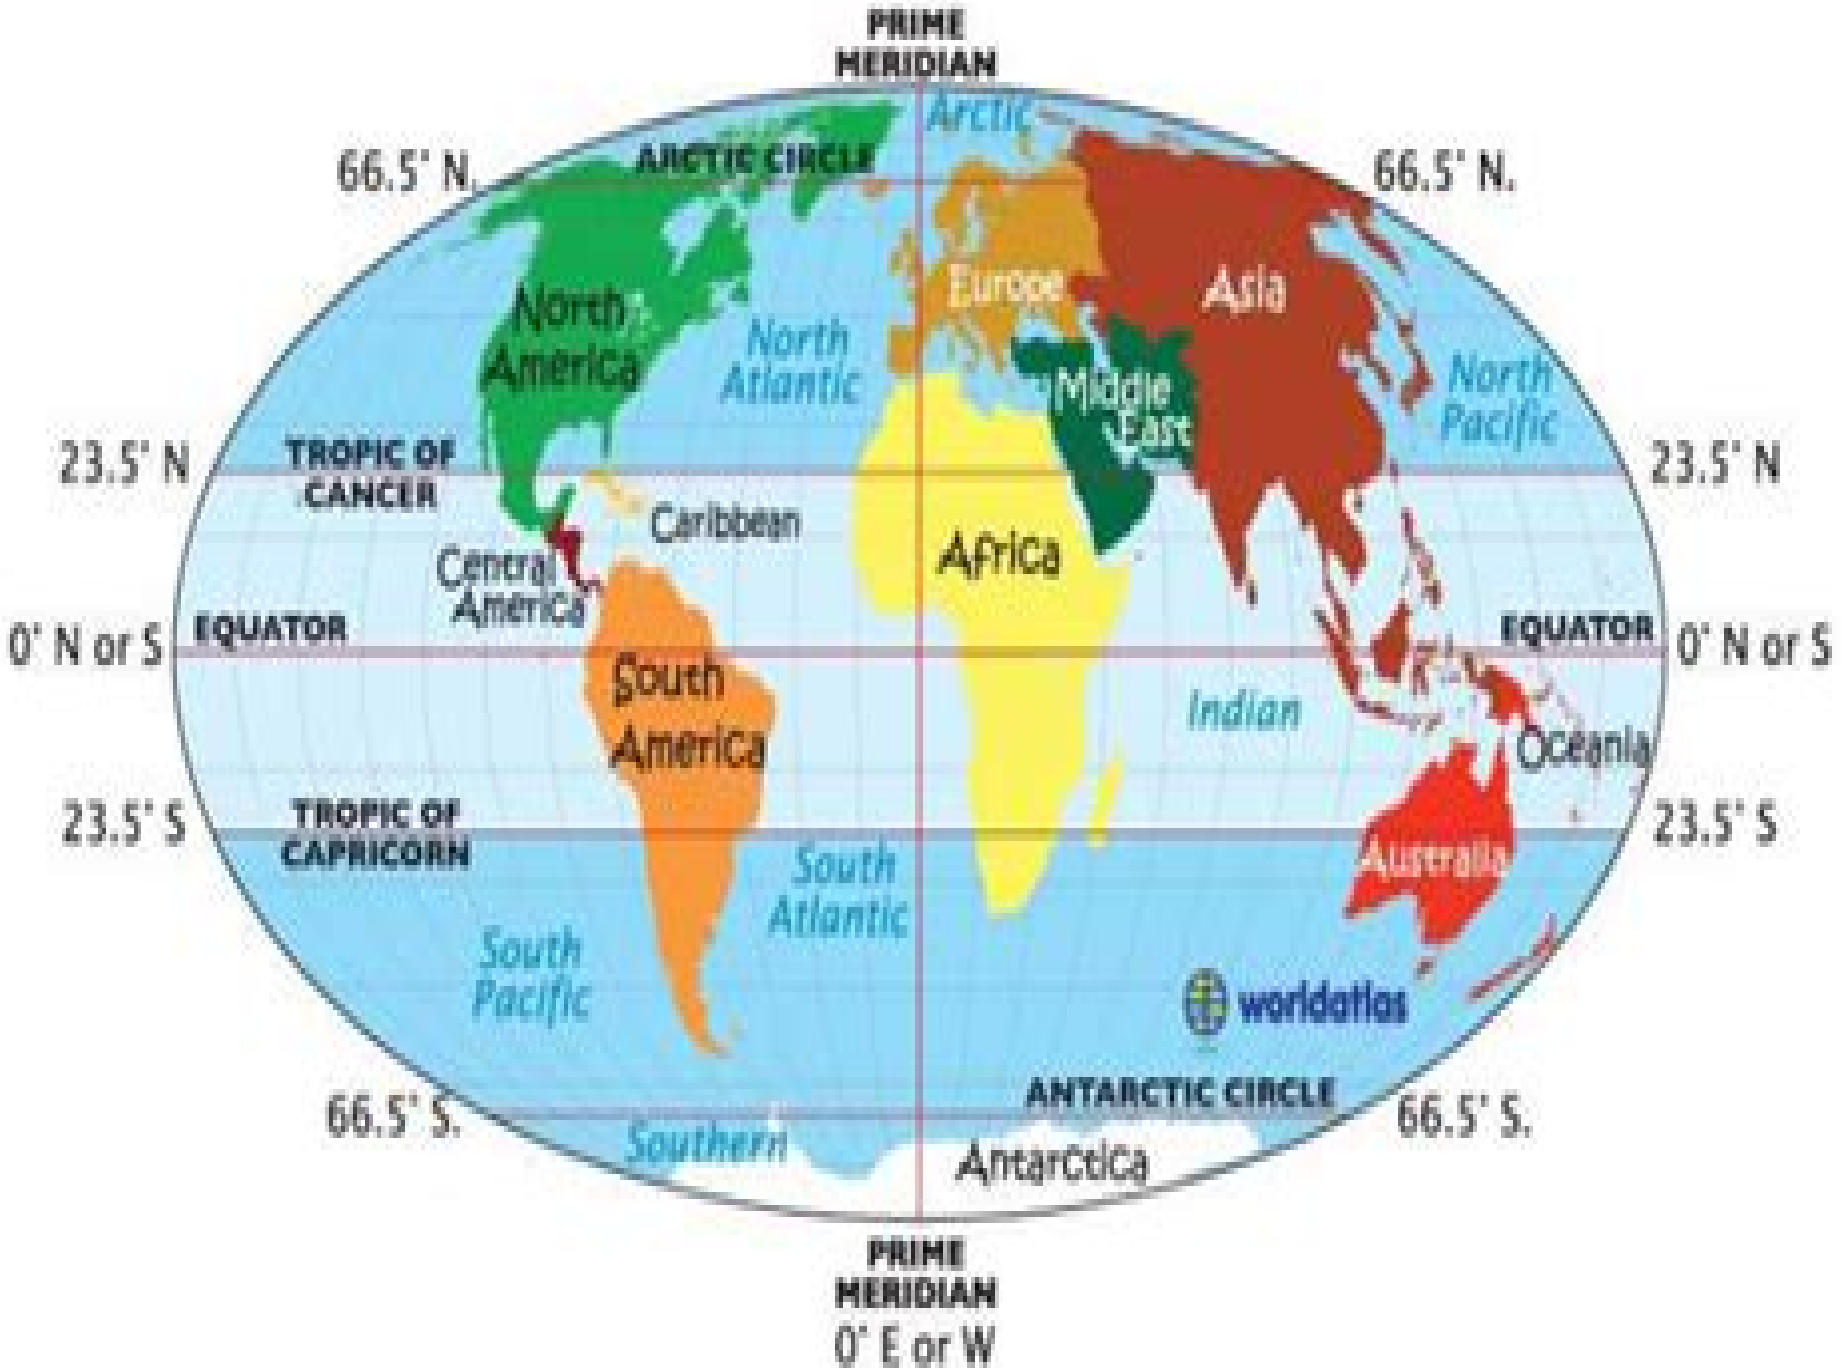 PRIME
MERIDIAN
Arctic
66.5° N.
ARCTIC CIRCLE
66.5° N.
Europe
Asia
North
America
North
Atlantic
Middle
East
North
Pacific
23.5° N
TROPIC OF
CANCER
23.5° N
Caribbean
Central
America
Africa
0° N or S
EQUATOR
EQUATOR
0° N or S
South
America
Indian
Oceania
23.5° S
TROPIC OF
CAPRICORN
23.5° S
South
Atlantic
Australia
South
Pacific
worldatlas
66.5° S.
ANTARCTIC CIRCLE
66.5° S.
Southern
Antarctica
PRIME
MERIDIAN
0° E or W